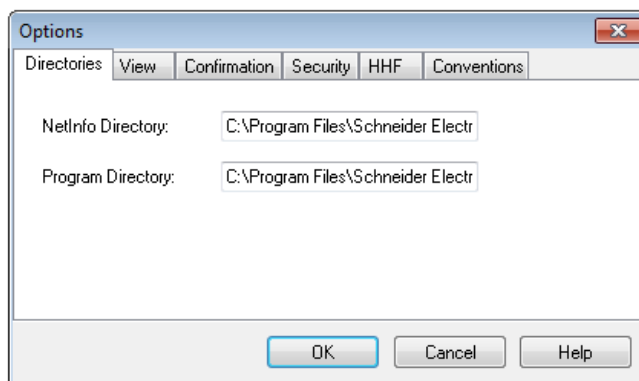 Options
Directories View Confirmation Security HHF Conventions
NetInfo Directory: C:\Program Files\Schneider Electr
Program Directory: C:\Program Files\Schneider Electr
OK Cancel Help